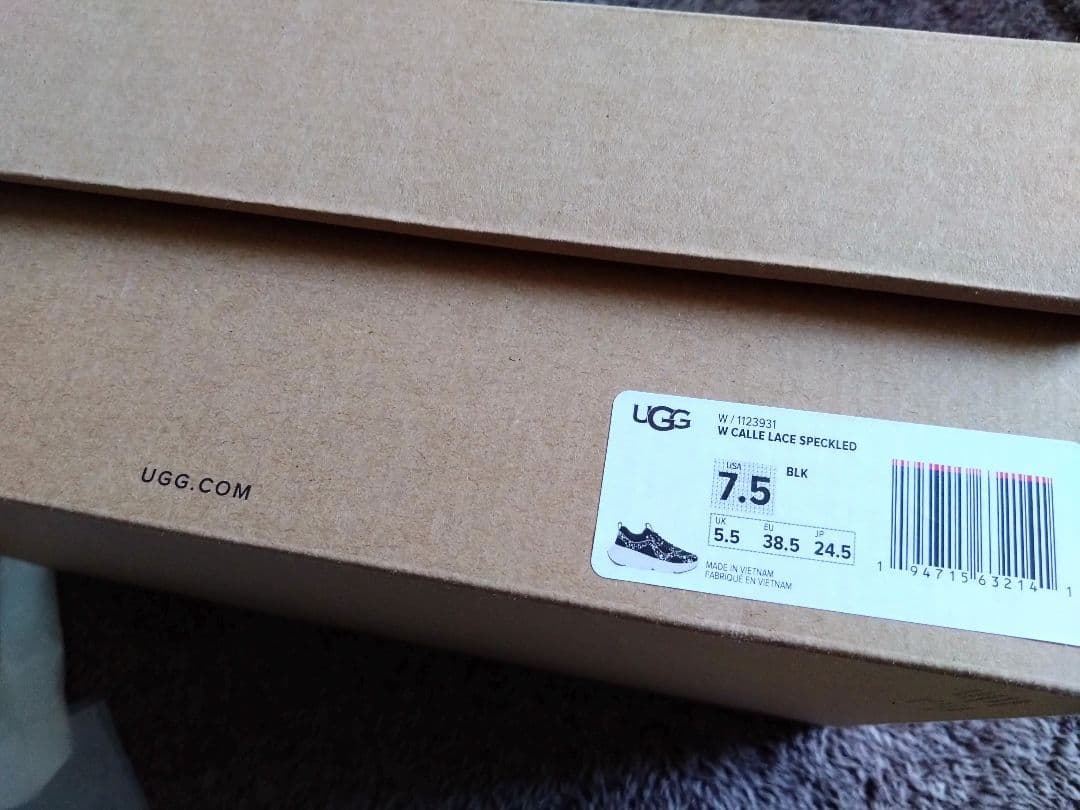 UGG.COM
UGG
W / 1123931
W CALLE LACE SPECKLED
USA
7.5
BLK
UK
5.5
EU
38.5
JP
24.5
MADE IN VIETNAM
FABRIQUÉ EN VIETNAM
1 94715 63214 1